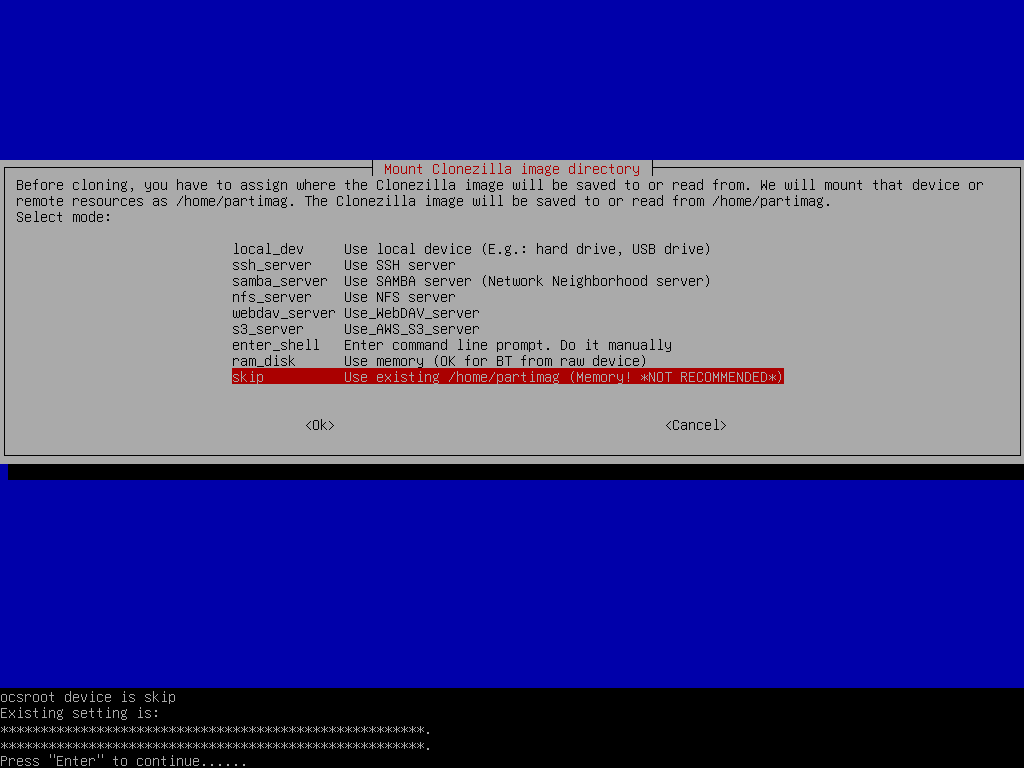 Mount Clonezilla image directory
Before cloning, you have to assign where the Clonezilla image will be saved to or read from. We will mount that device or
remote resources as /home/partimag. The Clonezilla image will be saved to or read from /home/partimag.
Select mode:
local_dev Use local device (E.g.: hard drive, USB drive)
ssh_server Use SSH server
samba_server Use SAMBA server (Network Neighborhood server)
nfs_server Use NFS server
webdav_server Use_WebDAV_server
s3_server Use_AWS_S3_server
enter_shell Enter command line prompt. Do it manually
ram_disk Use memory (OK for BT from raw device)
skip Use existing /home/partimag (Memory! *NOT RECOMMENDED*)
<Ok> <Cancel>
ocsroot device is skip
Existing setting is:
*****************************************************.
*****************************************************.
Press "Enter" to continue......